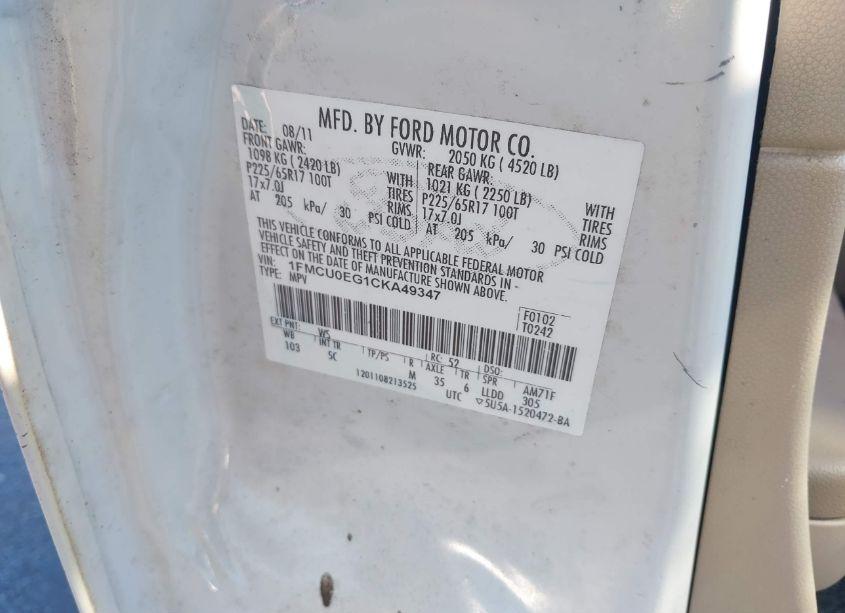 MFD. BY FORD MOTOR CO.
DATE: 08/11 GVWR: 2050 KG ( 4520 LB)
FRONT GAWR: REAR GAWR:
1098 KG ( 2420 LB) WITH 1021 KG ( 2250 LB) WITH
P225/65R17 100T TIRES P225/65R17 100T TIRES
17x7.0J RIMS 17x7.0J RIMS
AT 205 kPa/ 30 PSI COLD AT 205 kPa/ 30 PSI COLD
THIS VEHICLE CONFORMS TO ALL APPLICABLE FEDERAL MOTOR
VEHICLE SAFETY AND THEFT PREVENTION STANDARDS IN -
EFFECT ON THE DATE OF MANUFACTURE SHOWN ABOVE.
VIN: 1FMCU0EG1CKA49347
TYPE: MPV
F0102
T0242
EXT PNT: W5 RC: 52 DSO:
WB INT TR TP/PS R AXLE TR SPR AM71F
103 5C M 35 6 LLDD 305
1201108213525 UTC ▽5U5A-1520472-BA